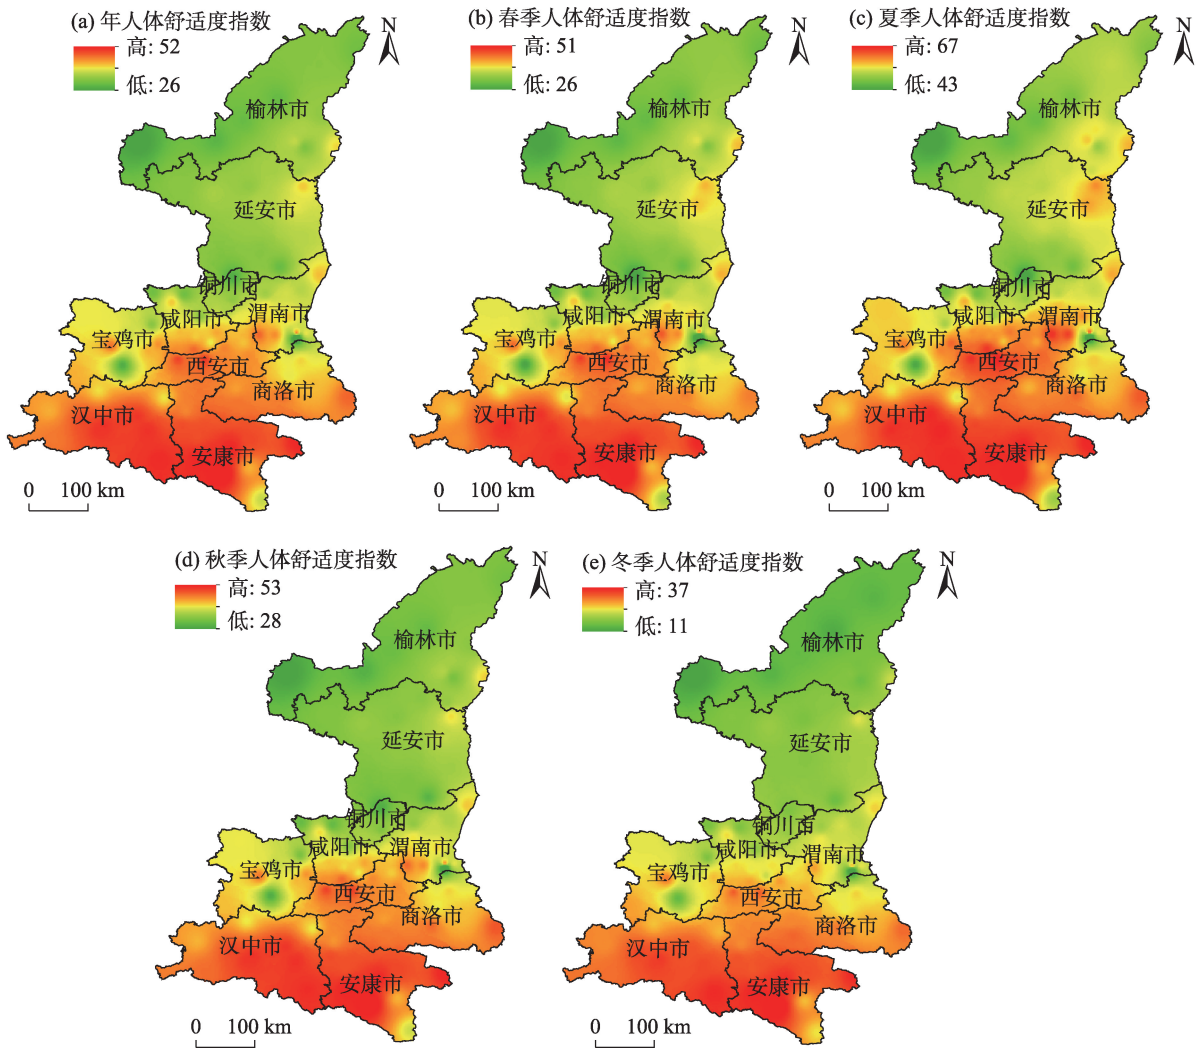 (a) 年人体舒适度指数
N
高: 52
低: 26
榆林市
延安市
铜川市
咸阳市
渭南市
宝鸡市
西安市
商洛市
汉中市
安康市
0 100 km
(b) 春季人体舒适度指数
N
高: 51
低: 26
榆林市
延安市
铜川市
咸阳市
渭南市
宝鸡市
西安市
商洛市
汉中市
安康市
0 100 km
(c) 夏季人体舒适度指数
N
高: 67
低: 43
榆林市
延安市
铜川市
咸阳市
渭南市
宝鸡市
西安市
商洛市
汉中市
安康市
0 100 km
(d) 秋季人体舒适度指数
N
高: 53
低: 28
榆林市
延安市
铜川市
咸阳市
渭南市
宝鸡市
西安市
商洛市
汉中市
安康市
0 100 km
(e) 冬季人体舒适度指数
N
高: 37
低: 11
榆林市
延安市
铜川市
咸阳市
渭南市
宝鸡市
西安市
商洛市
汉中市
安康市
0 100 km